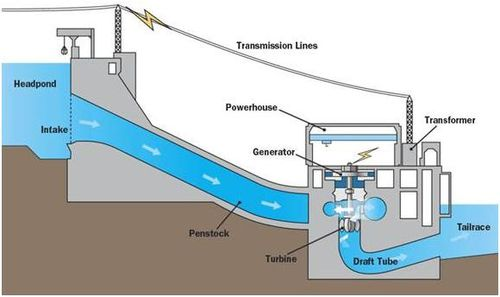 Transmission Lines
Headpond
Powerhouse
Transformer
Intake
Generator
Penstock
Turbine
Draft Tube
Tailrace